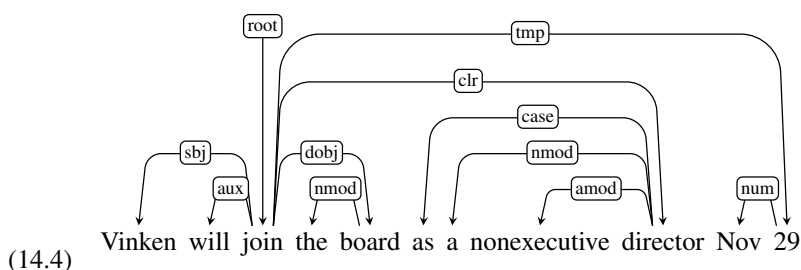 root
tmp
clr
case
sbj dobj nmod
aux nmod amod num
Vinken will join the board as a nonexecutive director Nov 29
(14.4)